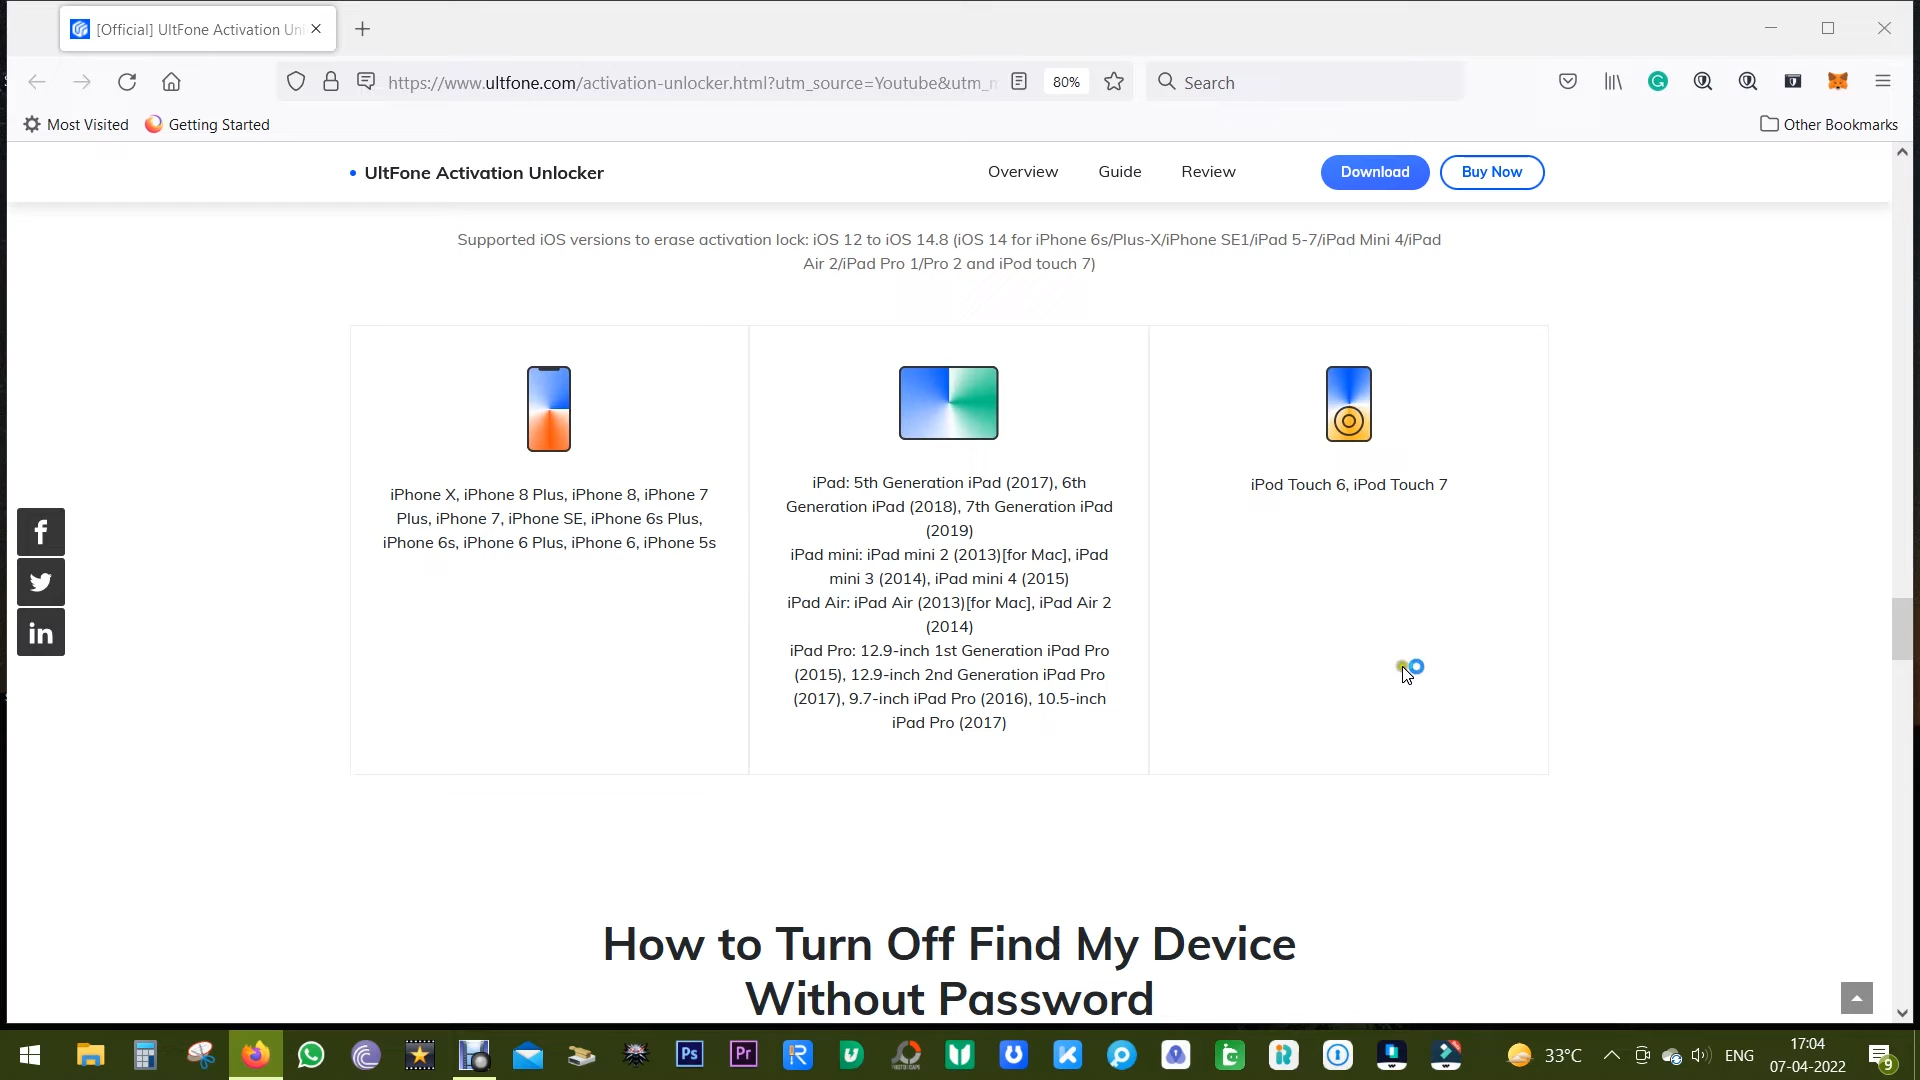 [Official] UltFone Activation Un
https://www.ultfone.com/activation-unlocker.html?utm_source=Youtube&utm_
80%
Search
Most Visited
Getting Started
Other Bookmarks
UltFone Activation Unlocker
Overview
Guide
Review
Download
Buy Now
Supported iOS versions to erase activation lock: iOS 12 to iOS 14.8 (iOS 14 for iPhone 6s/Plus-X/iPhone SE1/iPad 5-7/iPad Mini 4/iPad
Air 2/iPad Pro 1/Pro 2 and iPod touch 7)
iPhone X, iPhone 8 Plus, iPhone 8, iPhone 7
Plus, iPhone 7, iPhone SE, iPhone 6s Plus,
iPhone 6s, iPhone 6 Plus, iPhone 6, iPhone 5s
iPad: 5th Generation iPad (2017), 6th
Generation iPad (2018), 7th Generation iPad
(2019)
iPad mini: iPad mini 2 (2013)[for Mac], iPad
mini 3 (2014), iPad mini 4 (2015)
iPad Air: iPad Air (2013)[for Mac], iPad Air 2
(2014)
iPad Pro: 12.9-inch 1st Generation iPad Pro
(2015), 12.9-inch 2nd Generation iPad Pro
(2017), 9.7-inch iPad Pro (2016), 10.5-inch
iPad Pro (2017)
iPod Touch 6, iPod Touch 7
f
in
How to Turn Off Find My Device
Without Password
Ps
Pr
33°C
ENG
17:04
07-04-2022
9